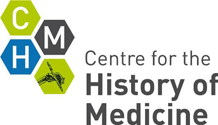 C
M
H
Centre for the
History of
Medicine